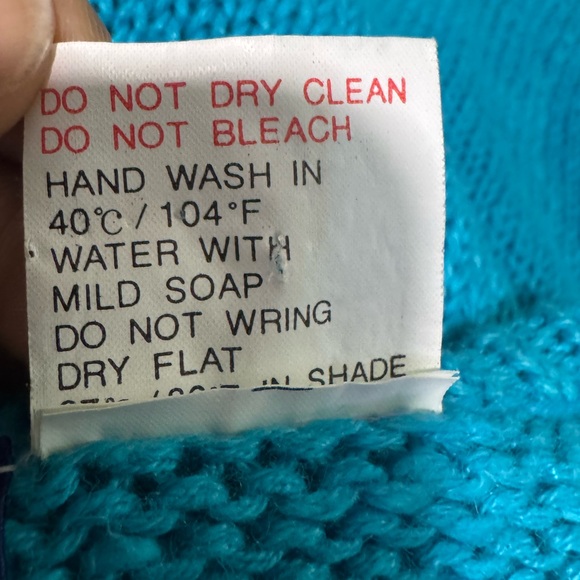 DO NOT DRY CLEAN
DO NOT BLEACH
HAND WASH IN
40℃ / 104°F
WATER WITH
MILD SOAP
DO NOT WRING
DRY FLAT
IN SHADE